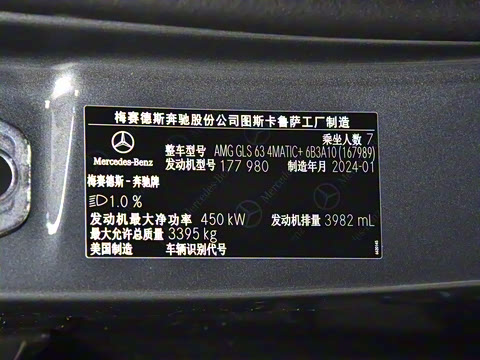 梅赛德斯奔驰股份公司图斯卡鲁萨工厂制造
乘坐人数 7
整车型号 AMG GLS 63 4MATIC+ 6B3A10 (167989)
Mercedes-Benz
发动机型号 177 980 制造年月 2024-01
梅赛德斯-奔驰牌
1.0 %
发动机最大净功率 450 kW 发动机排量 3982 mL
最大允许总质量 3395 kg
美国制造 车辆识别代号